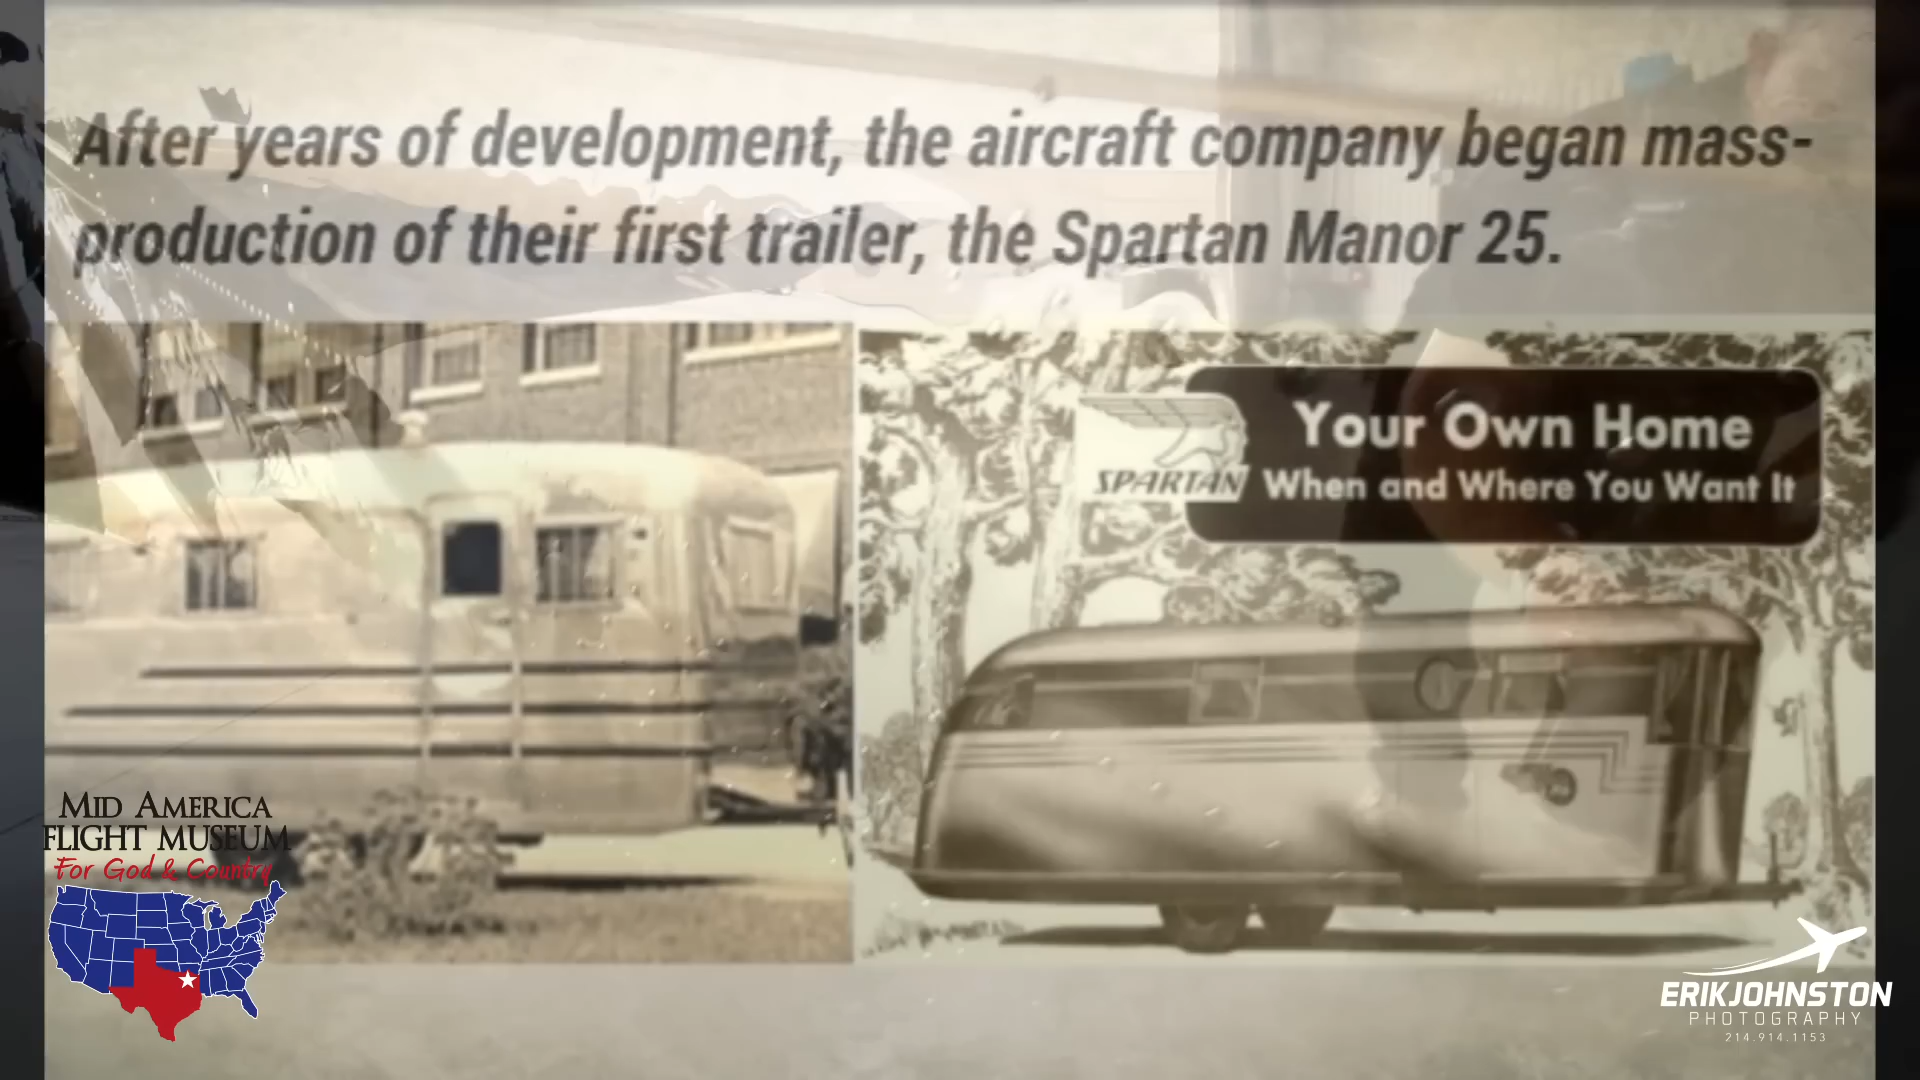 After years of development, the aircraft company began mass-
production of their first trailer, the Spartan Manor 25.
Your Own Home
SPARTAN When and Where You Want It
MID AMERICA
FLIGHT MUSEUM
For God & Country
ERIKJOHNSTON
PHOTOGRAPHY
214.914.1153